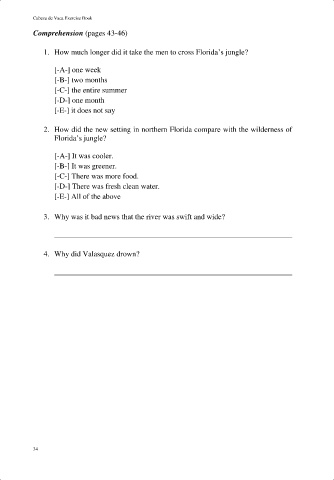 Cabeza de Vaca Exercise Book
Comprehension (pages 43-46)
1. How much longer did it take the men to cross Florida's jungle?
[-A-] one week
[-B-] two months
[-C-] the entire summer
[-D-] one month
[-E-] it does not say
2. How did the new setting in northern Florida compare with the wilderness of
Florida's jungle?
[-A-] It was cooler.
[-B-] It was greener.
[-C-] There was more food.
[-D-] There was fresh clean water.
[-E-] All of the above
3. Why was it bad news that the river was swift and wide?
4. Why did Valasquez drown?
34